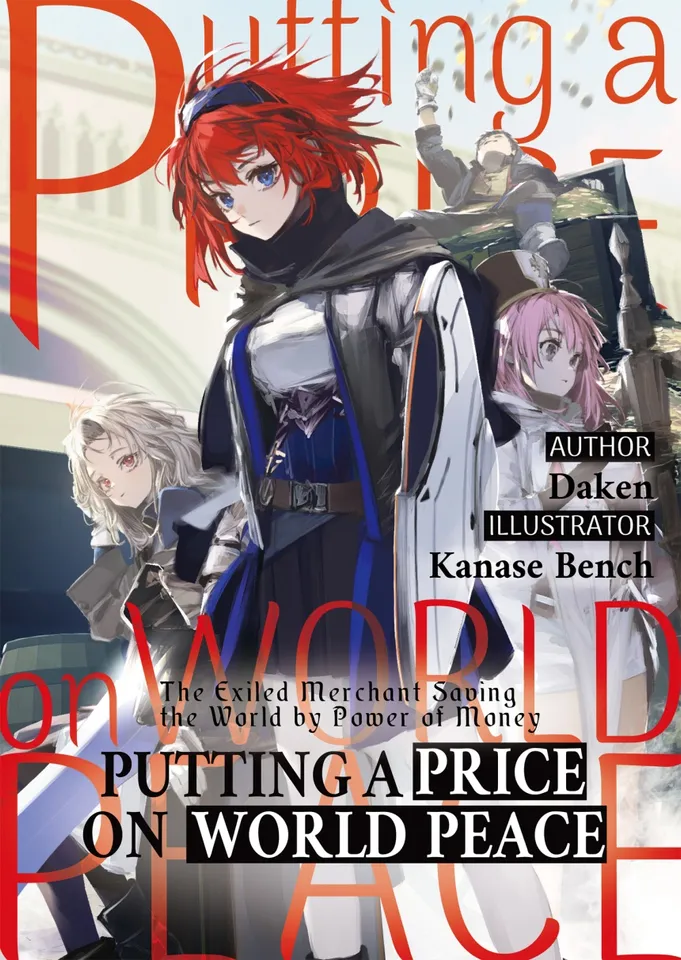 Putting a
PRICE
on WORLD
PEACE
AUTHOR
Daken
ILLUSTRATOR
Kanase Bench
The Exiled Merchant Saving
the World by Power of Money
PUTTING A PRICE
ON WORLD PEACE